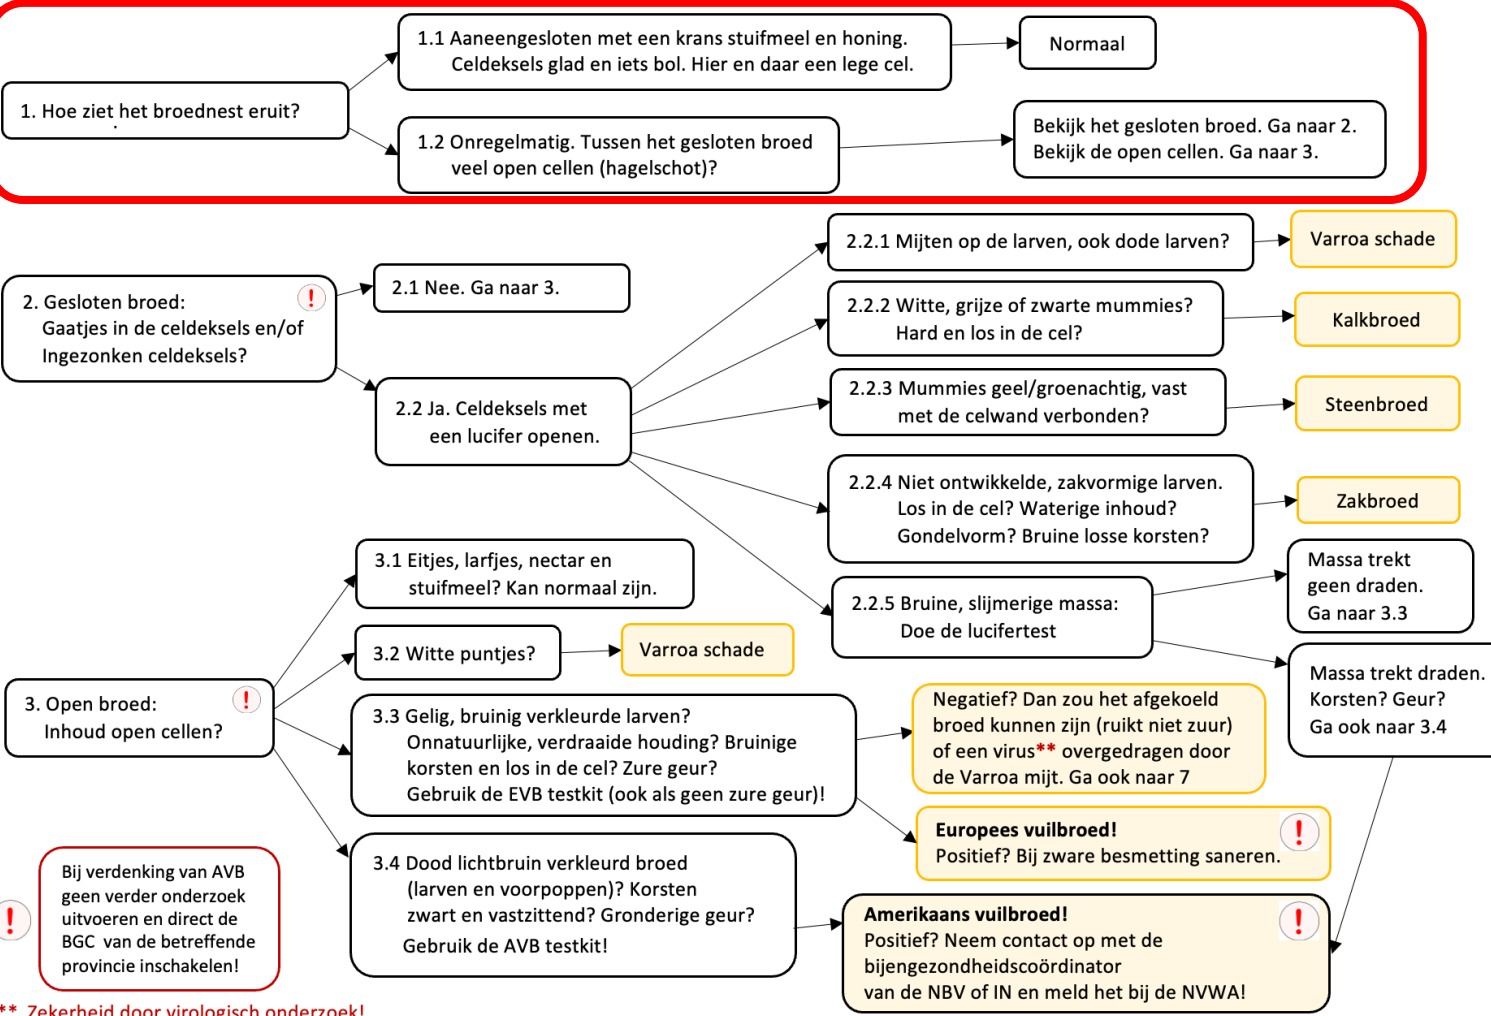 1. Hoe ziet het broednest eruit?
1.1 Aaneengesloten met een krans stuifmeel en honing.
Celdeksels glad en iets bol. Hier en daar een lege cel.
Normaal
1.2 Onregelmatig. Tussen het gesloten broed
veel open cellen (hagelschot)?
Bekijk het gesloten broed. Ga naar 2.
Bekijk de open cellen. Ga naar 3.
2. Gesloten broed:
Gaatjes in de celdeksels en/of
Ingezonken celdeksels?
!
2.1 Nee. Ga naar 3.
2.2 Ja. Celdeksels met
een lucifer openen.
2.2.1 Mijten op de larven, ook dode larven?
Varroa schade
2.2.2 Witte, grijze of zwarte mummies?
Hard en los in de cel?
Kalkbroed
2.2.3 Mummies geel/groenachtig, vast
met de celwand verbonden?
Steenbroed
2.2.4 Niet ontwikkelde, zakvormige larven.
Los in de cel? Waterige inhoud?
Gondelvorm? Bruine losse korsten?
Zakbroed
2.2.5 Bruine, slijmerige massa:
Doe de lucifertest
Massa trekt
geen draden.
Ga naar 3.3
Massa trekt draden.
Korsten? Geur?
Ga ook naar 3.4
3. Open broed:
Inhoud open cellen?
!
3.1 Eitjes, larfjes, nectar en
stuifmeel? Kan normaal zijn.
3.2 Witte puntjes?
Varroa schade
3.3 Gelig, bruinig verkleurde larven?
Onnatuurlijke, verdraaide houding? Bruinige
korsten en los in de cel? Zure geur?
Gebruik de EVB testkit (ook als geen zure geur)!
Negatief? Dan zou het afgekoeld
broed kunnen zijn (ruikt niet zuur)
of een virus** overgedragen door
de Varroa mijt. Ga ook naar 7
Europees vuilbroed!
Positief? Bij zware besmetting saneren.
!
3.4 Dood lichtbruin verkleurd broed
(larven en voorpoppen)? Korsten
zwart en vastzittend? Gronderige geur?
Gebruik de AVB testkit!
Amerikaans vuilbroed!
Positief? Neem contact op met de
bijengezondheidscoördinator
van de NBV of IN en meld het bij de NVWA!
!
!
Bij verdenking van AVB
geen verder onderzoek
uitvoeren en direct de
BGC van de betreffende
provincie inschakelen!
** Zekerheid door virologisch onderzoek!